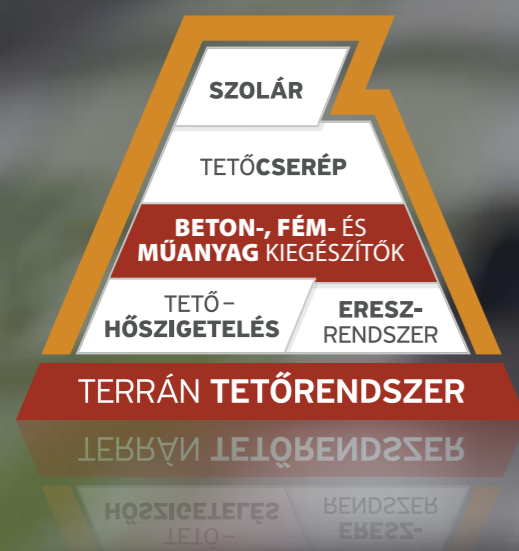 SZOLÁR
TETŐCSERÉP
BETON-, FÉM- ÉS
MŰANYAG KIEGÉSZÍTŐK
TETŐ–
HŐSZIGETELÉS
ERESZ-
RENDSZER
TERRÁN TETŐRENDSZER